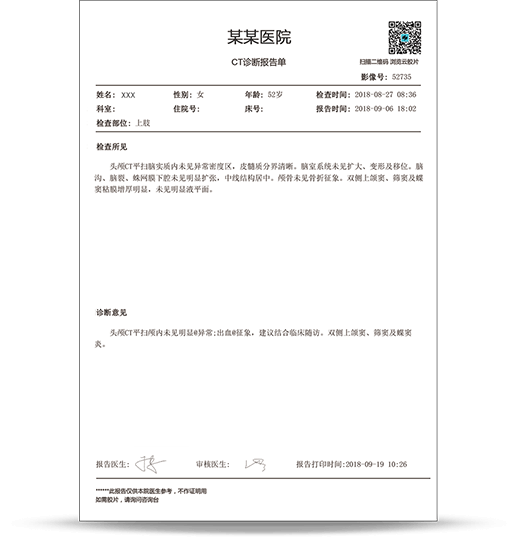 某某医院
CT诊断报告单
扫描二维码 浏览云胶片
影像号: 52735
姓名: XXX 性别: 女 年龄: 52岁 检查时间: 2018-08-27 08:36
科室: 住院号: 床号: 报告时间: 2018-09-06 18:02
检查部位: 上肢
检查所见
头颅CT平扫脑实质内未见异常密度区，皮髓质分界清晰。脑室系统未见扩大、变形及移位。脑
沟、脑裂、蛛网膜下腔未见明显扩张，中线结构居中。颅骨未见骨折征象。双侧上颌窦、筛窦及蝶
窦粘膜增厚明显，未见明显液平面。
诊断意见
头颅CT平扫颅内未见明显@异常;出血@征象，建议结合临床随访。双侧上颌窦、筛窦及蝶窦
炎。
报告医生: 审核医生: 报告打印时间:2018-09-19 10:26
******此报告仅供本院医生参考，不作证明用
如需胶片，请询问咨询台